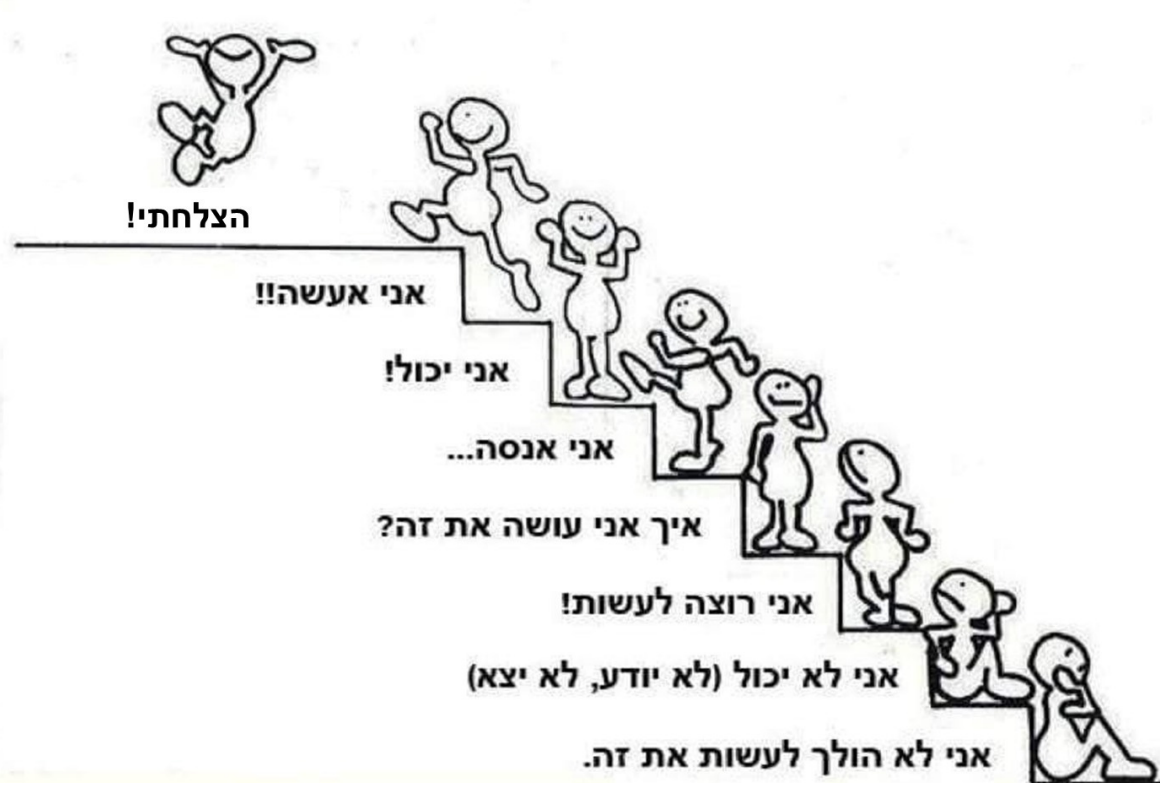 הצלחתי!
אני אעשה!!
אני יכול!
אני אנסה...
איך אני עושה את זה?
אני רוצה לעשות!
אני לא יכול (לא יודע, לא יצא)
אני לא הולך לעשות את זה.